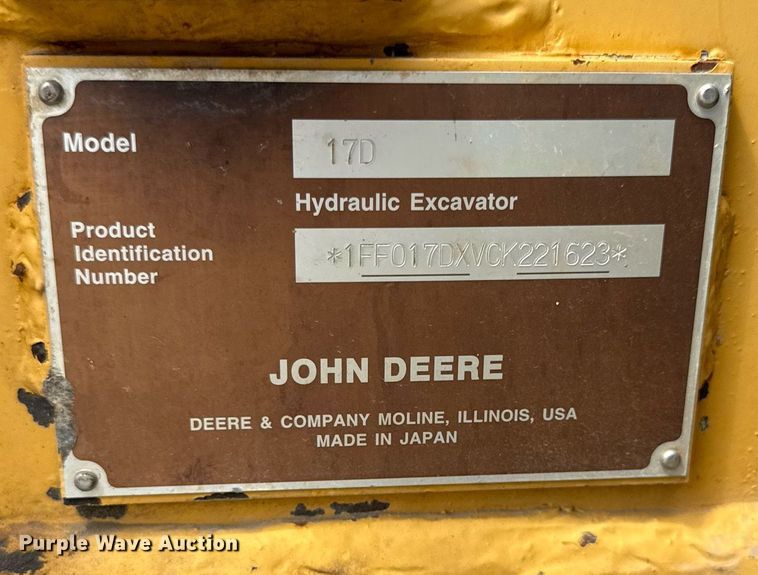 Model 17D
Hydraulic Excavator
Product
Identification
Number
*1FF017DXVCK221623*
JOHN DEERE
DEERE & COMPANY MOLINE, ILLINOIS, USA
MADE IN JAPAN
Purple Wave Auction